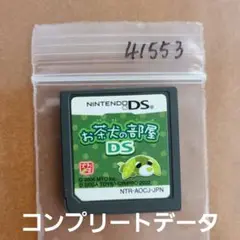 41553
NINTENDO DS
お茶犬の部屋
DS
NTR-AOCJ-JPN
コンプリートデータ